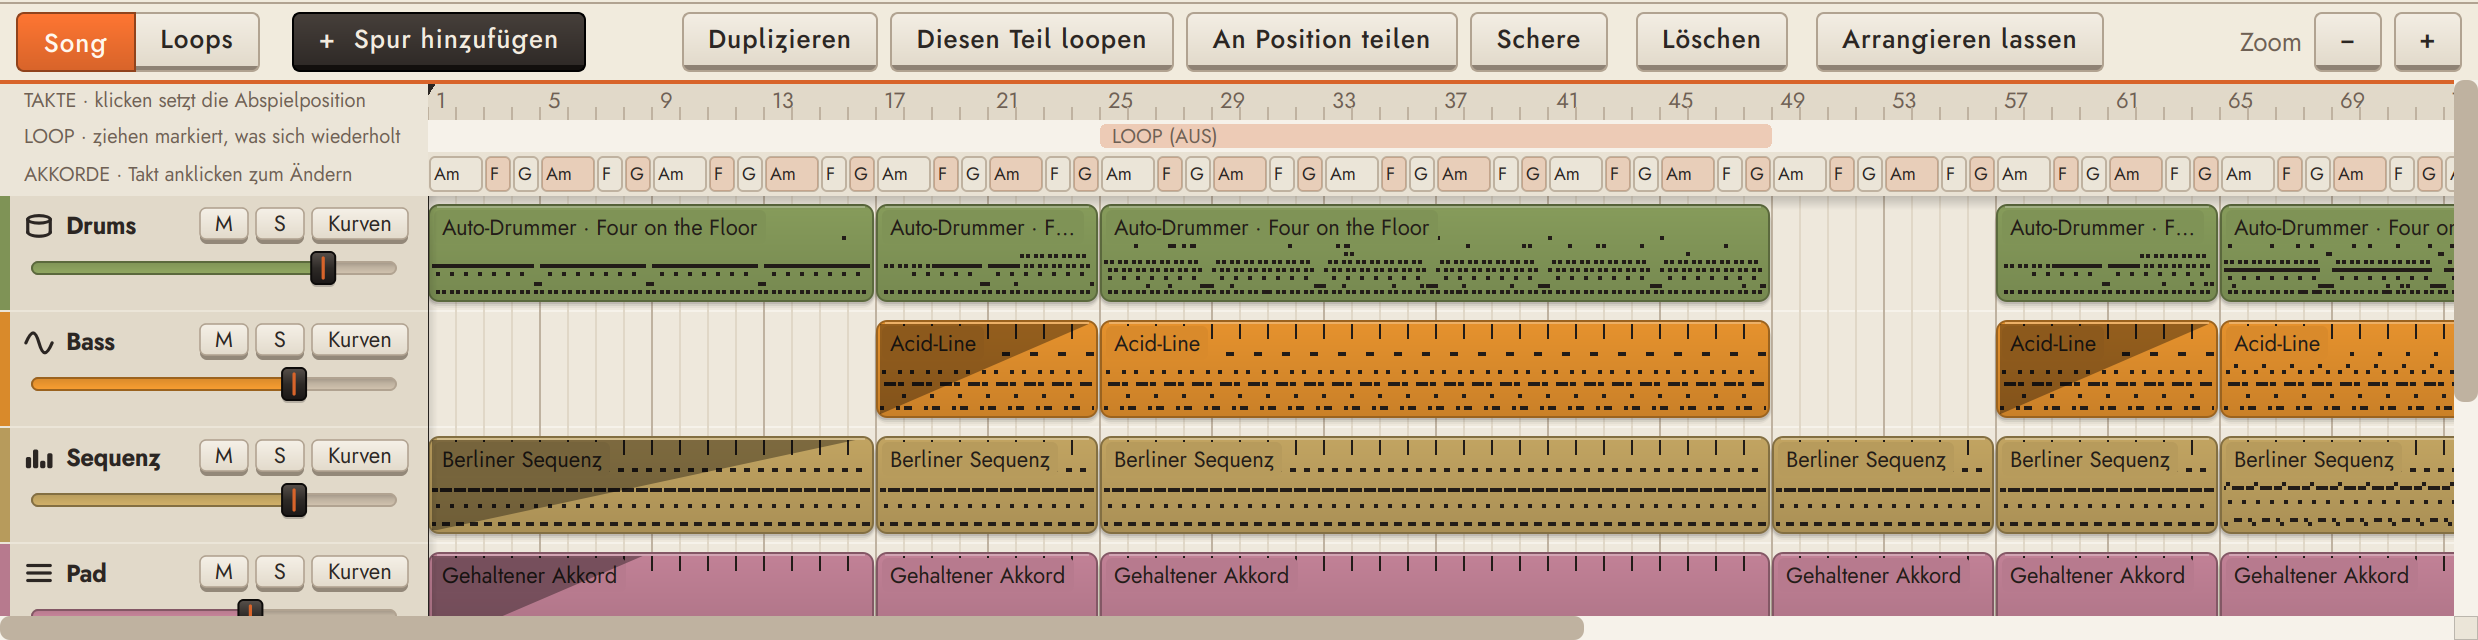 Song Loops + Spur hinzufügen Duplizieren Diesen Teil loopen An Position teilen Schere Löschen Arrangieren lassen Zoom − +
TAKTE · klicken setzt die Abspielposition 1 5 9 13 17 21 25 29 33 37 41 45 49 53 57 61 65 69
LOOP · ziehen markiert, was sich wiederholt LOOP (AUS)
AKKORDE · Takt anklicken zum Ändern Am F G Am F G Am F G Am F G Am F G Am F G Am F G Am F G Am F G Am F G Am F G Am F G Am F G Am F G Am F G Am F G Am F G Am F G
Drums M S Kurven Auto-Drummer · Four on the Floor Auto-Drummer · F... Auto-Drummer · Four on the Floor Auto-Drummer · F... Auto-Drummer · Four or
Bass M S Kurven Acid-Line Acid-Line Acid-Line Acid-Line
Sequenz M S Kurven Berliner Sequenz Berliner Sequenz Berliner Sequenz Berliner Sequenz Berliner Sequenz Berliner Sequenz
Pad M S Kurven Gehaltener Akkord Gehaltener Akkord Gehaltener Akkord Gehaltener Akkord Gehaltener Akkord Gehaltener Akkord